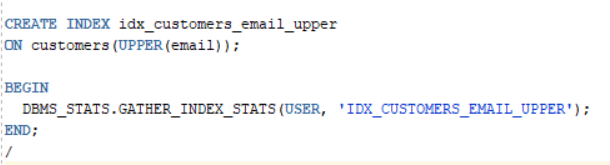 CREATE INDEX idx_customers_email_upper
ON customers(UPPER(email));
BEGIN
  DBMS_STATS.GATHER_INDEX_STATS(USER, 'IDX_CUSTOMERS_EMAIL_UPPER');
END;
/